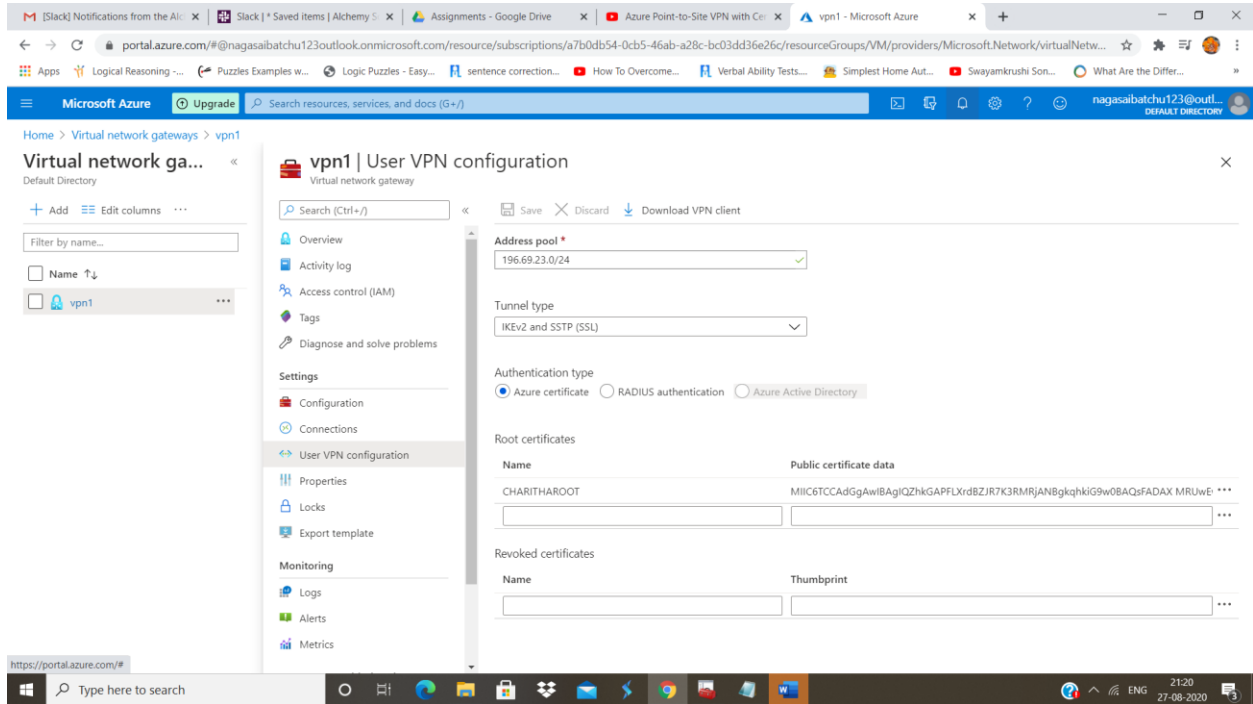 [Slack] Notifications from the Alc
Slack | * Saved items | Alchemy S
Assignments - Google Drive
Azure Point-to-Site VPN with Cer
vpn1 - Microsoft Azure
portal.azure.com/#@nagasaibatchu123outlook.onmicrosoft.com/resource/subscriptions/a7b0db54-0cb5-46ab-a28c-bc03dd36e26c/resourceGroups/VM/providers/Microsoft.Network/virtualNetw...
Apps
Logical Reasoning -...
Puzzles Examples w...
Logic Puzzles - Easy...
sentence correction...
How To Overcome...
Verbal Ability Tests....
Simplest Home Aut...
Swayamkrushi Son...
What Are the Differ...
»
Microsoft Azure
Upgrade
Search resources, services, and docs (G+/)
nagasaibatchu123@outl...
DEFAULT DIRECTORY
Home > Virtual network gateways > vpn1
Virtual network ga...
«
Default Directory
+ Add
Edit columns
...
Filter by name...
Name ↑↓
vpn1
...
vpn1 | User VPN configuration
Virtual network gateway
Search (Ctrl+/)
«
Overview
Activity log
Access control (IAM)
Tags
Diagnose and solve problems
Settings
Configuration
Connections
User VPN configuration
Properties
Locks
Export template
Monitoring
Logs
Alerts
Metrics
Save
Discard
Download VPN client
Address pool *
196.69.23.0/24
Tunnel type
IKEv2 and SSTP (SSL)
Authentication type
Azure certificate
RADIUS authentication
Azure Active Directory
Root certificates
Name
Public certificate data
CHARITHAROOT
MIIC6TCCAdGgAwIBAgIQZhkGAPFLXrdBZJR7K3RMRjANBgkqhkiG9w0BAQsFADAX MRUwE
...
...
Revoked certificates
Name
Thumbprint
...
https://portal.azure.com/#
Type here to search
ENG
21:20
27-08-2020
3